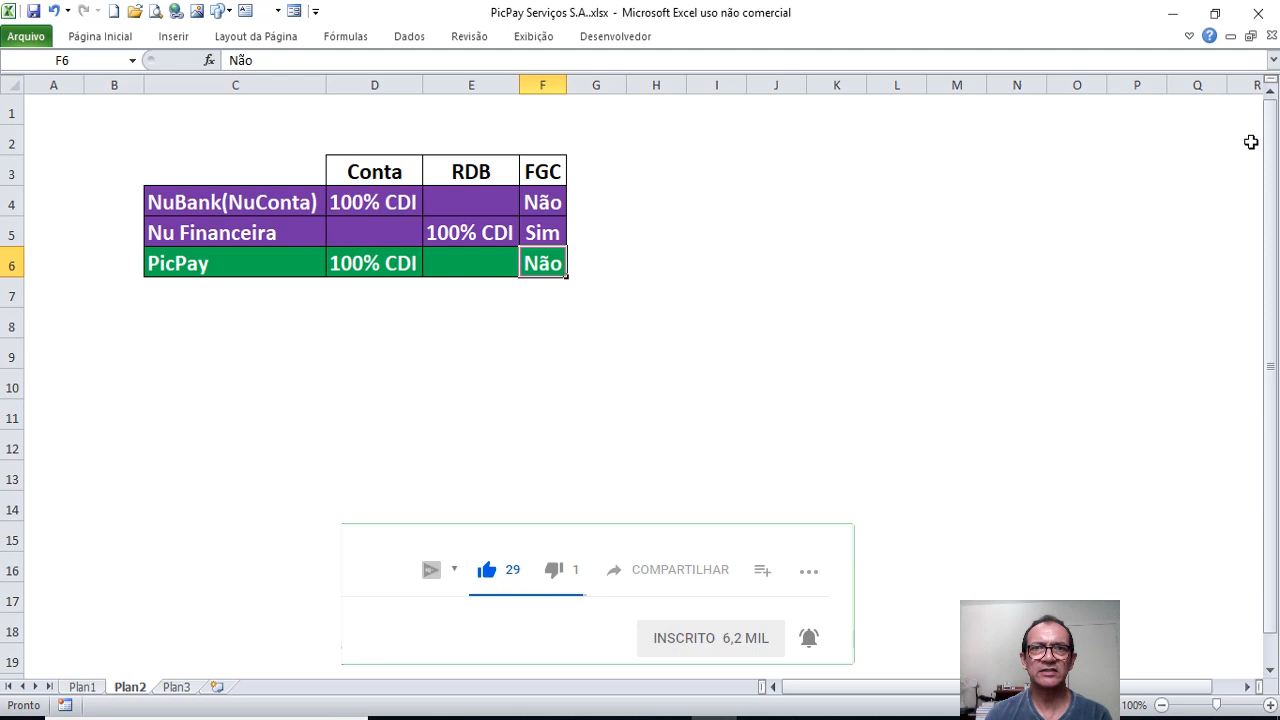 PicPay Serviços S.A..xlsx - Microsoft Excel uso não comercial
Arquivo Página Inicial Inserir Layout da Página Fórmulas Dados Revisão Exibição Desenvolvedor
F6 fx Não
A B C D E F G H I J K L M N O P Q R
1
2
3 Conta RDB FGC
4 NuBank(NuConta) 100% CDI Não
5 Nu Financeira 100% CDI Sim
6 PicPay 100% CDI Não
7
8
9
10
11
12
13
14
15
16 29 1 COMPARTILHAR
17
18 INSCRITO 6,2 MIL
19
Plan1 Plan2 Plan3
Pronto 100%